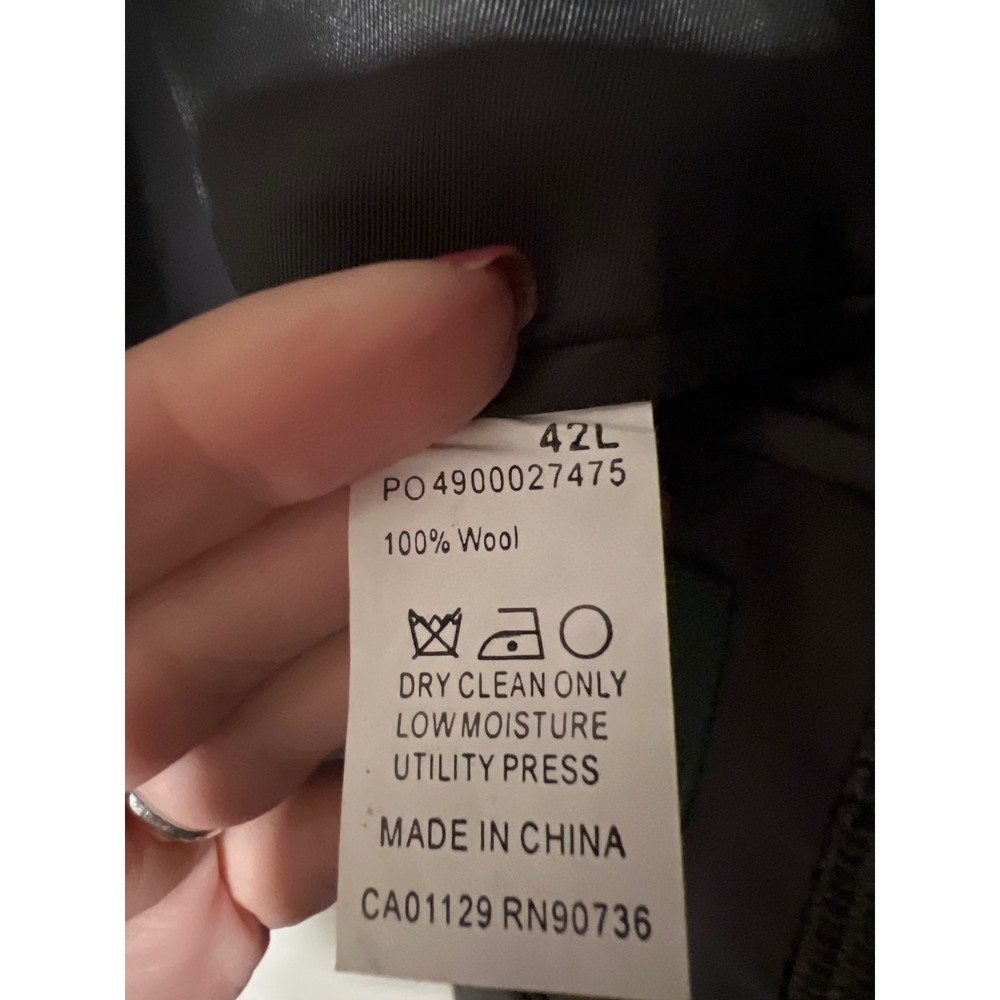 42L
PO 4900027475
100% Wool
DRY CLEAN ONLY
LOW MOISTURE
UTILITY PRESS
MADE IN CHINA
CA01129 RN90736